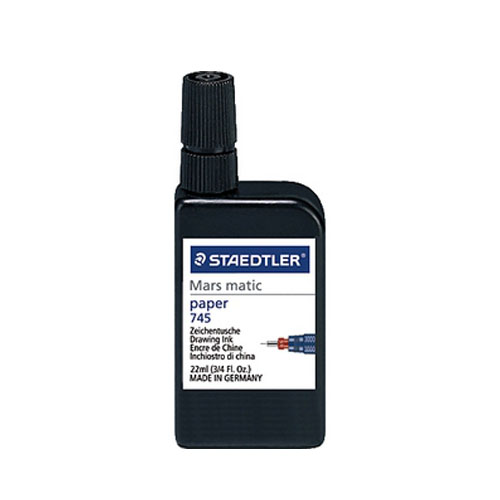 STAEDTLER®
Mars matic
paper
745
Zeichentusche
Drawing Ink
Encre de Chine
Inchiostro di china
22ml (3/4 Fl. Oz.)
MADE IN GERMANY